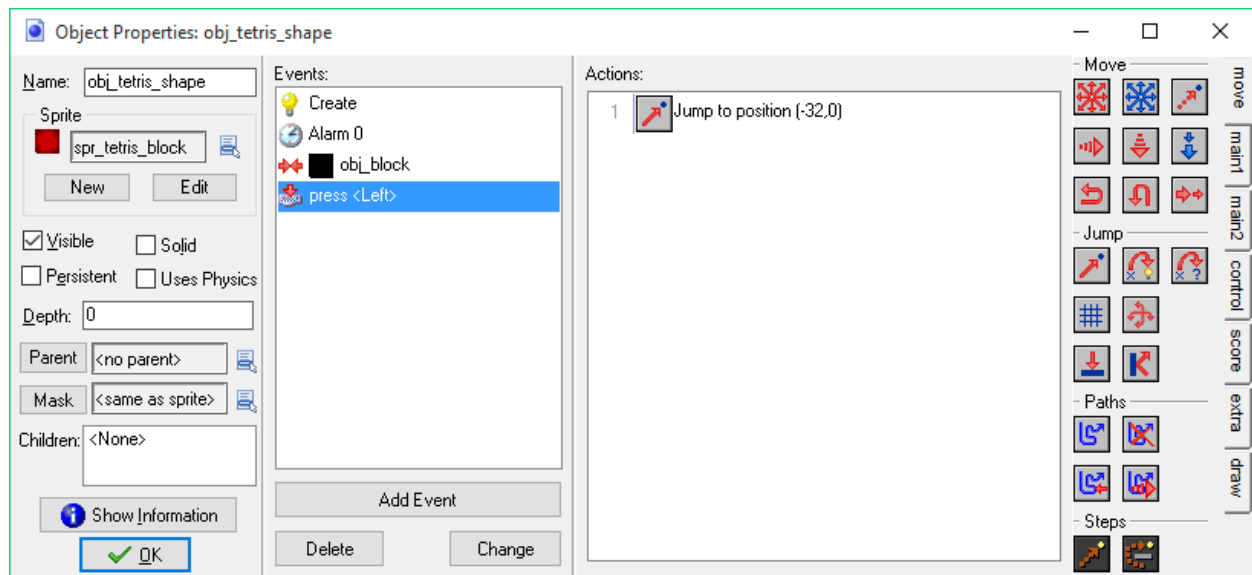 Object Properties: obj_tetris_shape
Name: obj_tetris_shape
Sprite
spr_tetris_block
New Edit
Visible Solid
Persistent Uses Physics
Depth: 0
Parent <no parent>
Mask <same as sprite>
Children: <None>
Show Information
OK
Events:
Create
Alarm 0
obj_block
press <Left>
Add Event
Delete Change
Actions:
1 Jump to position (-32,0)
Move
Jump
Paths
Steps
move
main1
main2
control
score
extra
draw